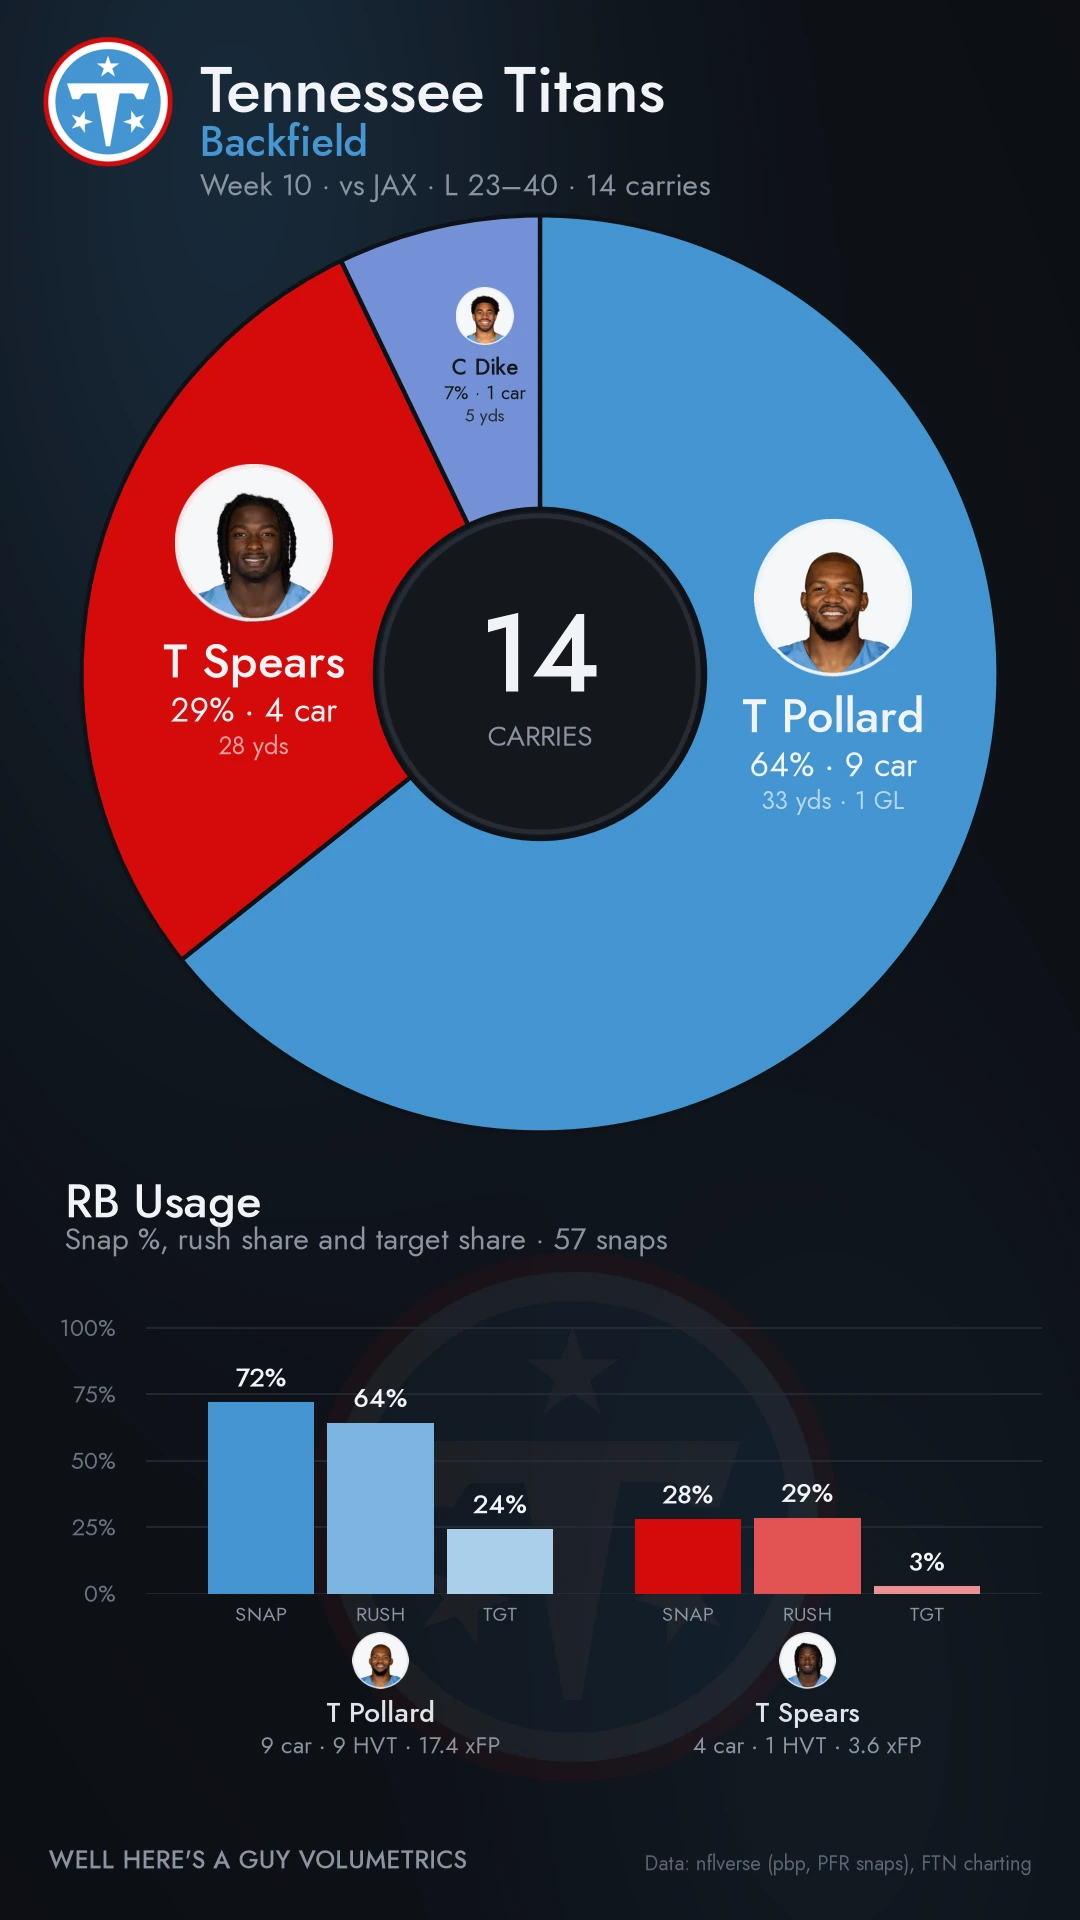 Tennessee Titans
Backfield
Week 10 · vs JAX · L 23–40 · 14 carries
C Dike
7% · 1 car
5 yds
T Spears
29% · 4 car
28 yds
14
CARRIES
T Pollard
64% · 9 car
33 yds · 1 GL
RB Usage
Snap %, rush share and target share · 57 snaps
100%
75%
50%
25%
0%
72%
64%
24%
28%
29%
3%
SNAP RUSH TGT SNAP RUSH TGT
T Pollard
9 car · 9 HVT · 17.4 xFP
T Spears
4 car · 1 HVT · 3.6 xFP
WELL HERE'S A GUY VOLUMETRICS
Data: nflverse (pbp, PFR snaps), FTN charting